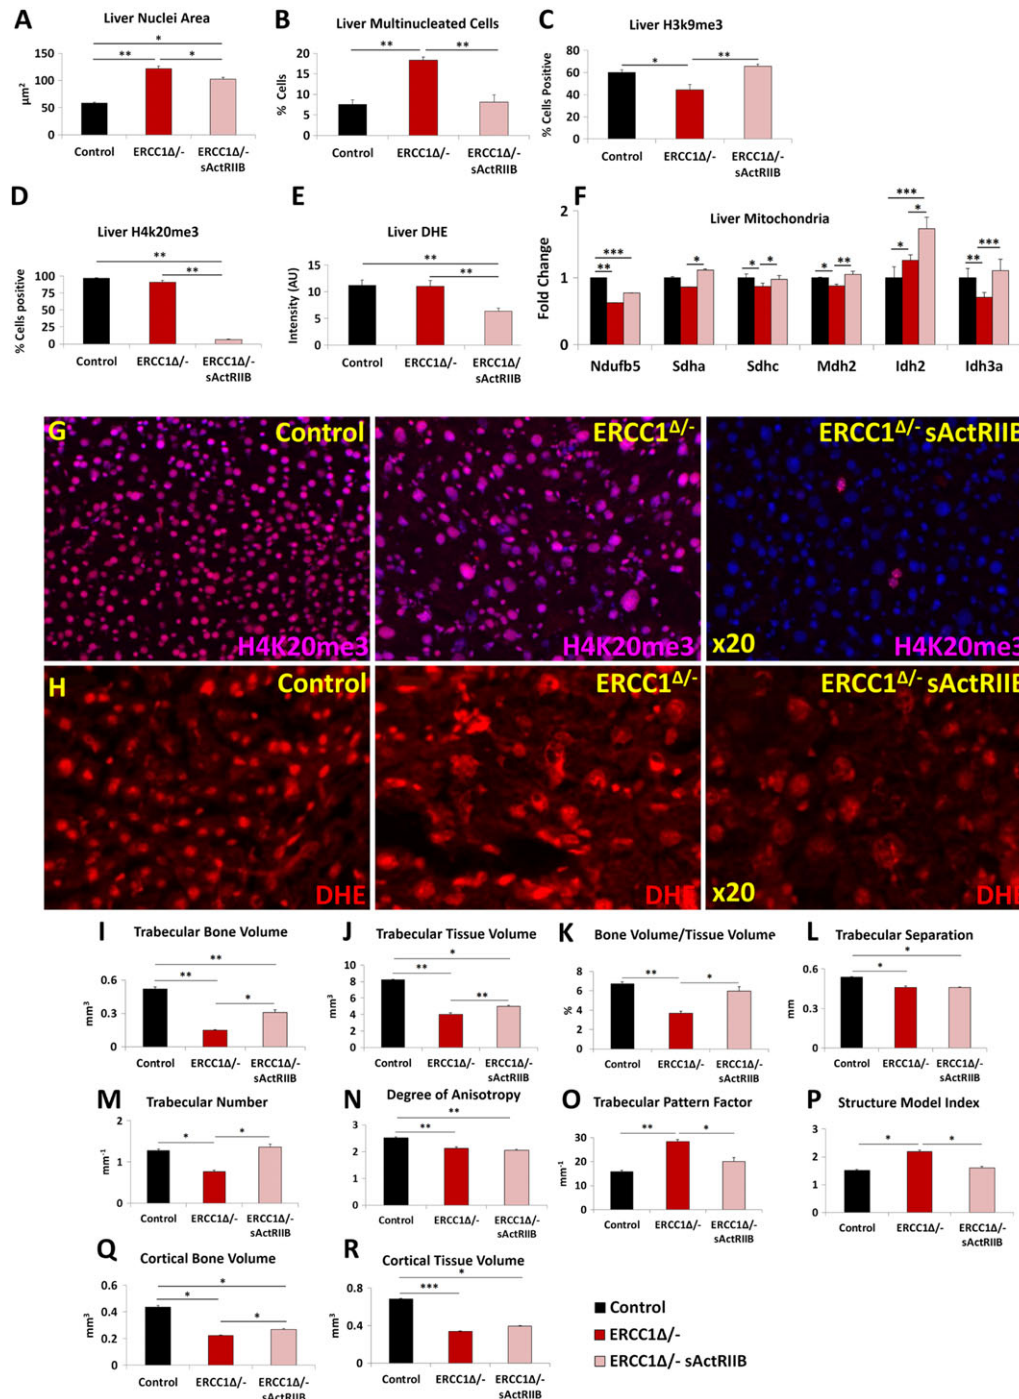 A
Liver Nuclei Area
150
100
50
0
µm²
*
**
*
Control
ERCC1Δ/-
ERCC1Δ/-
sActRIIB
B
Liver Multinucleated Cells
20
15
10
5
0
% Cells
**
**
Control
ERCC1Δ/-
ERCC1Δ/-
sActRIIB
C
Liver H3k9me3
80
60
40
20
0
% Cells Positive
*
**
Control
ERCC1Δ/-
ERCC1Δ/-
sActRIIB
D
Liver H4k20me3
100
75
50
25
0
% Cells positive
**
**
Control
ERCC1Δ/-
ERCC1Δ/-
sActRIIB
E
Liver DHE
15
10
5
0
Intensity (AU)
**
**
Control
ERCC1Δ/-
ERCC1Δ/
-sActRIIB
F
Liver Mitochondria
2
1
0
Fold Change
***
**
*
*
*
*
**
***
*
*
***
**
Ndufb5
Sdha
Sdhc
Mdh2
Idh2
Idh3a
G
Control
H4K20me3
ERCC1Δ/-
H4K20me3
ERCC1Δ/- sActRIIB
x20
H4K20me3
H
Control
DHE
ERCC1Δ/-
DHE
ERCC1Δ/- sActRIIB
x20
DHE
I
Trabecular Bone Volume
0.6
0.3
0
mm³
**
**
*
Control
ERCC1Δ/-
ERCC1Δ/-
sActRIIB
J
Trabecular Tissue Volume
10
8
6
4
2
0
mm³
*
**
**
Control
ERCC1Δ/-
ERCC1Δ/-
sActRIIB
K
Bone Volume/Tissue Volume
8
6
4
2
0
%
**
*
Control
ERCC1Δ/-
ERCC1Δ/-
sActRIIB
L
Trabecular Separation
0.6
0.3
0
mm
*
*
Control
ERCC1Δ/-
ERCC1Δ/-
sActRIIB
M
Trabecular Number
2
1
0
mm⁻¹
*
*
Control
ERCC1Δ/-
ERCC1Δ/-
sActRIIB
N
Degree of Anisotropy
3
2
1
0
**
**
Control
ERCC1Δ/-
ERCC1Δ/-
sActRIIB
O
Trabecular Pattern Factor
30
20
10
0
mm⁻¹
**
*
Control
ERCC1Δ/-
ERCC1Δ/-
sActRIIB
P
Structure Model Index
3
2
1
0
*
*
Control
ERCC1Δ/-
ERCC1Δ/-
sActRIIB
Q
Cortical Bone Volume
0.6
0.4
0.2
0
mm³
*
*
*
Control
ERCC1Δ/-
ERCC1Δ/-
sActRIIB
R
Cortical Tissue Volume
0.8
0.4
0
mm³
*
***
Control
ERCC1Δ/-
ERCC1Δ/-
sActRIIB
Control
ERCC1Δ/-
ERCC1Δ/- sActRIIB